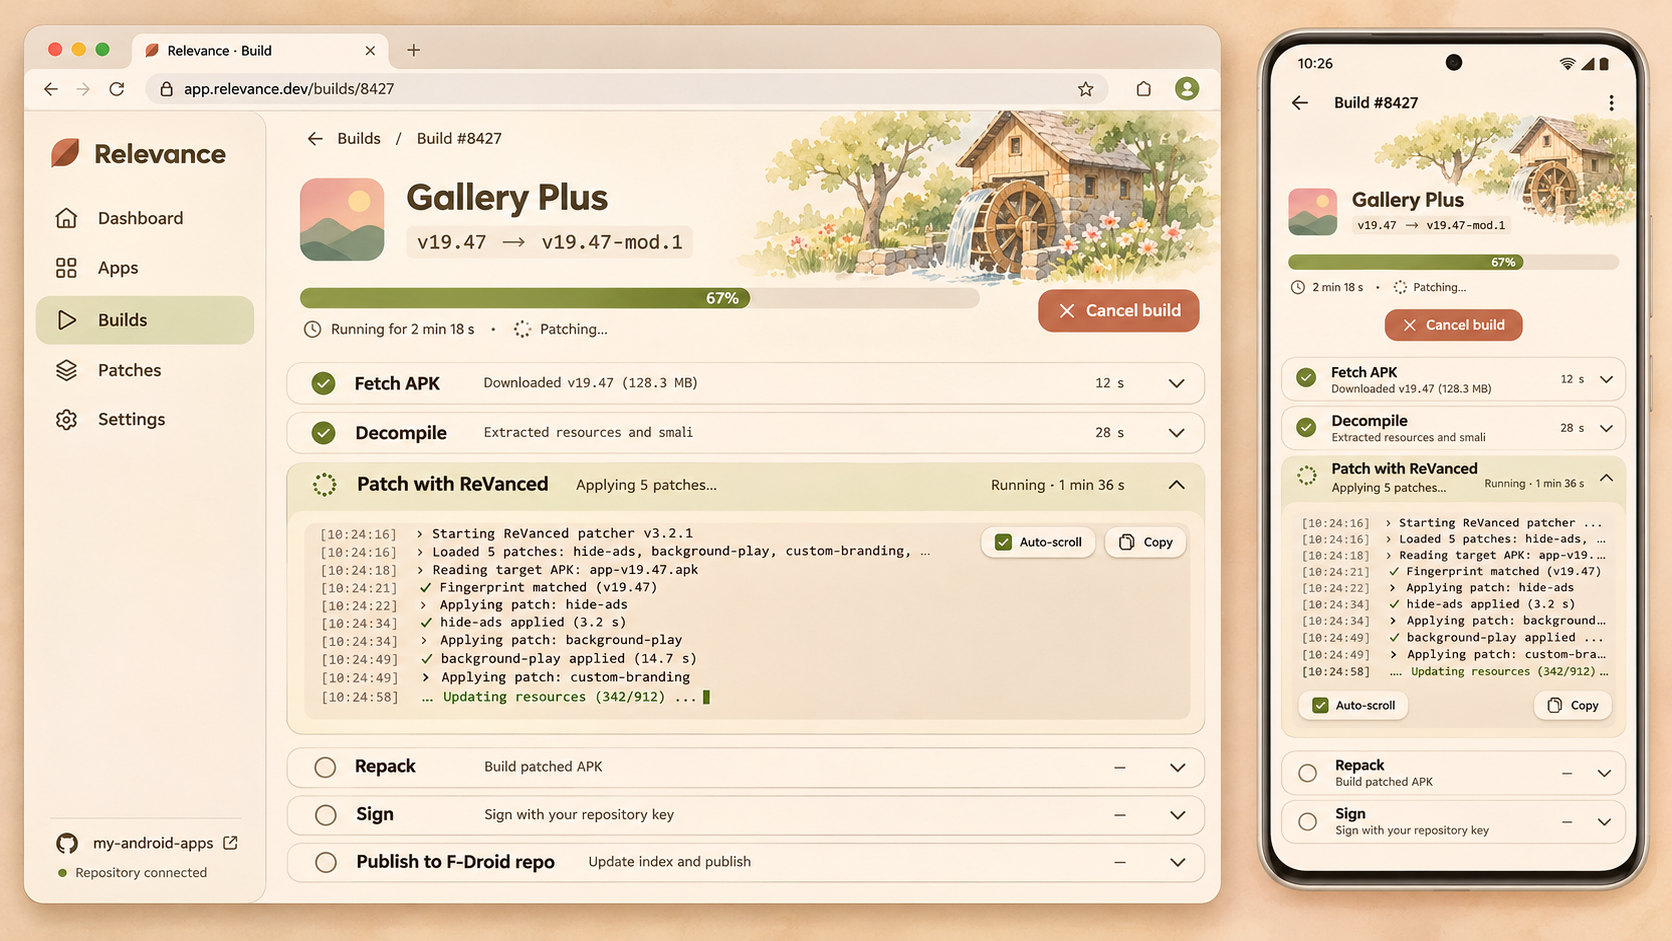 Relevance · Build
app.relevance.dev/builds/8427
Relevance
Dashboard
Apps
Builds
Patches
Settings
my-android-apps
Repository connected
Builds / Build #8427
Gallery Plus
v19.47 → v19.47-mod.1
67%
Running for 2 min 18 s • Patching...
Cancel build
Fetch APK Downloaded v19.47 (128.3 MB) 12 s
Decompile Extracted resources and smali 28 s
Patch with ReVanced Applying 5 patches... Running · 1 min 36 s
[10:24:16] › Starting ReVanced patcher v3.2.1
[10:24:16] › Loaded 5 patches: hide-ads, background-play, custom-branding, ...
[10:24:18] › Reading target APK: app-v19.47.apk
[10:24:21] ✓ Fingerprint matched (v19.47)
[10:24:22] › Applying patch: hide-ads
[10:24:34] ✓ hide-ads applied (3.2 s)
[10:24:34] › Applying patch: background-play
[10:24:49] ✓ background-play applied (14.7 s)
[10:24:49] › Applying patch: custom-branding
[10:24:58] ... Updating resources (342/912) ...
Auto-scroll
Copy
Repack Build patched APK —
Sign Sign with your repository key —
Publish to F-Droid repo Update index and publish —
10:26
Build #8427
Gallery Plus
v19.47 → v19.47-mod.1
67%
2 min 18 s • Patching...
Cancel build
Fetch APK
Downloaded v19.47 (128.3 MB)
12 s
Decompile
Extracted resources and smali
28 s
Patch with ReVanced
Applying 5 patches...
Running · 1 min 36 s
[10:24:16] › Starting ReVanced patcher ...
[10:24:16] › Loaded 5 patches: hide-ads, ...
[10:24:18] › Reading target APK: app-v19....
[10:24:21] ✓ Fingerprint matched (v19.47)
[10:24:22] › Applying patch: hide-ads
[10:24:34] ✓ hide-ads applied (3.2 s)
[10:24:34] › Applying patch: background...
[10:24:49] ✓ background-play applied ...
[10:24:49] › Applying patch: custom-bra...
[10:24:58] .... Updating resources (342/912) ...
Auto-scroll
Copy
Repack
Build patched APK
—
Sign
Sign with your repository key
—